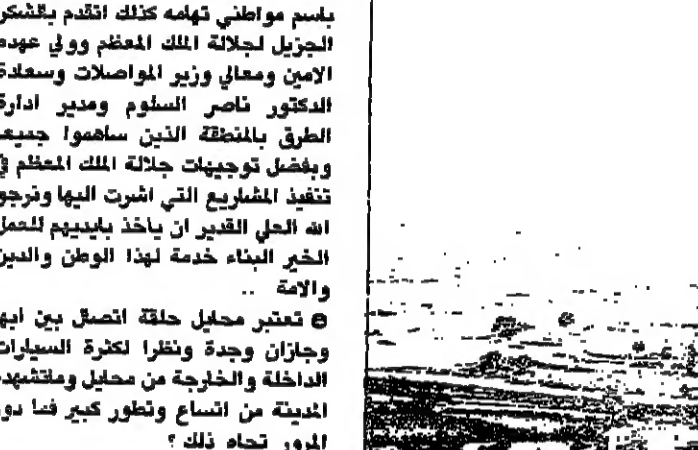 باسم مواطني تهامه كذلك اتقدم بالشكر
الجزيل لجلالة الملك المعظم وولي عهده
الامين ومعالي وزير المواصلات وسعادة
الدكتور ناصر السلوم ومدير ادارة
الطرق بالمنطقة الذين ساهموا جميعا
وبفضل توجيهات جلالة الملك المعظم في
تنفيذ المشاريع التي اشرت اليها ونرجو
الله العلي القدير ان ياخذ بايديهم للعمل
الخير البناء خدمة لهذا الوطن والدين
والامة ..
تعتبر محايل حلقة اتصال بين ابها
وجازان وجدة ونظرا لكثرة السيارات
الداخلة والخارجة من محايل وماتشهده
المدينة من اتساع وتطور كبير فما دور
المرور تجاه ذلك ؟